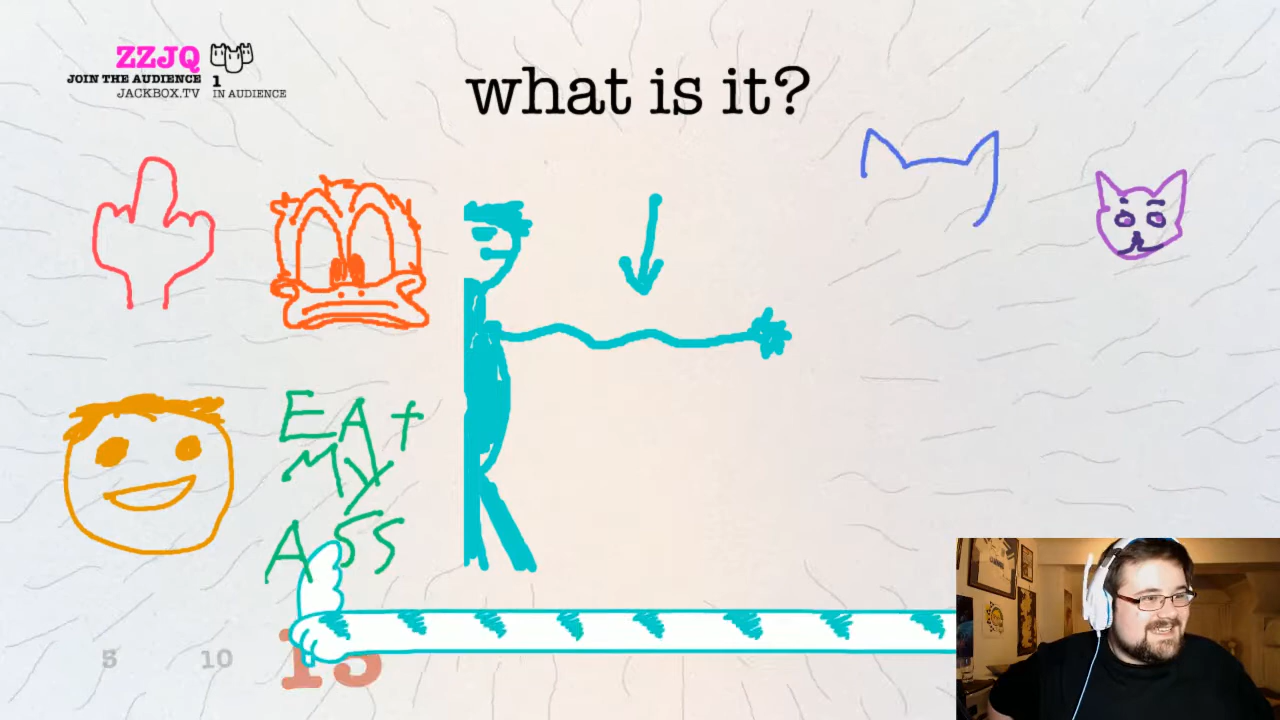 ZZJQ
JOIN THE AUDIENCE
JACKBOX.TV
1
IN AUDIENCE
what is it?
EAt
MY
ASS
5
10
15